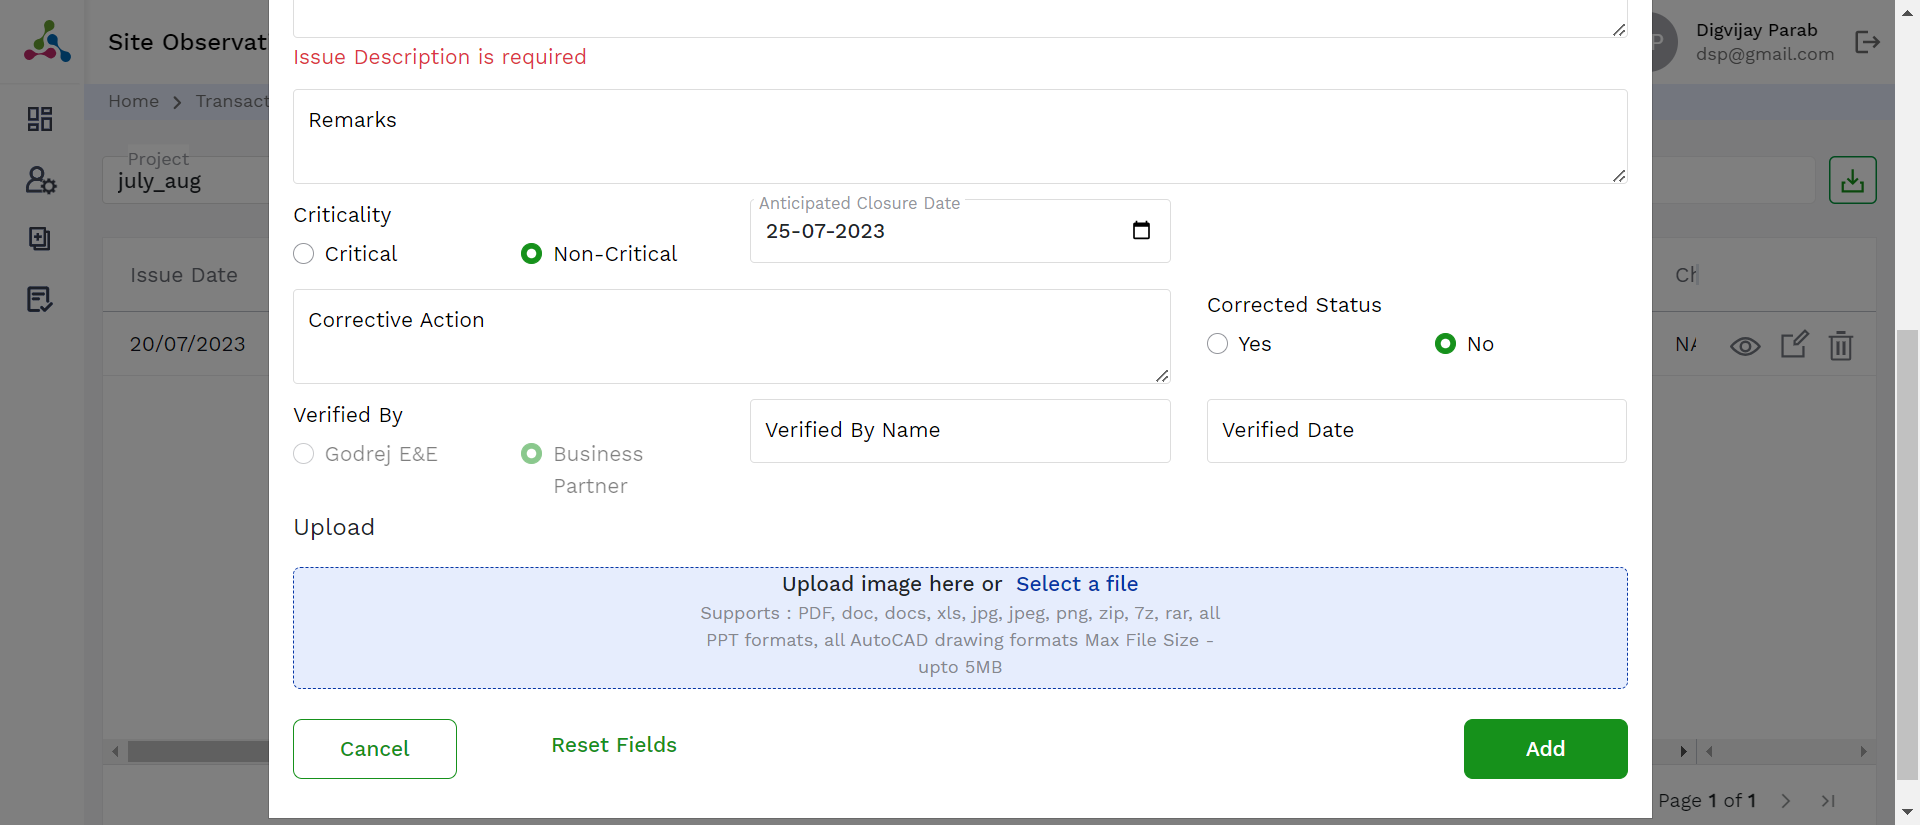 Site Observat
P
Digvijay Parab
dsp@gmail.com
Home
Transact
Project
july_aug
Issue Date
Ch
20/07/2023
NA
Issue Description is required
Remarks
Criticality
Critical
Non-Critical
Anticipated Closure Date
25-07-2023
Corrective Action
Corrected Status
Yes
No
Verified By
Godrej E&E
Business
Partner
Verified By Name
Verified Date
Upload
Upload image here or Select a file
Supports : PDF, doc, docs, xls, jpg, jpeg, png, zip, 7z, rar, all
PPT formats, all AutoCAD drawing formats Max File Size -
upto 5MB
Cancel
Reset Fields
Add
Page 1 of 1